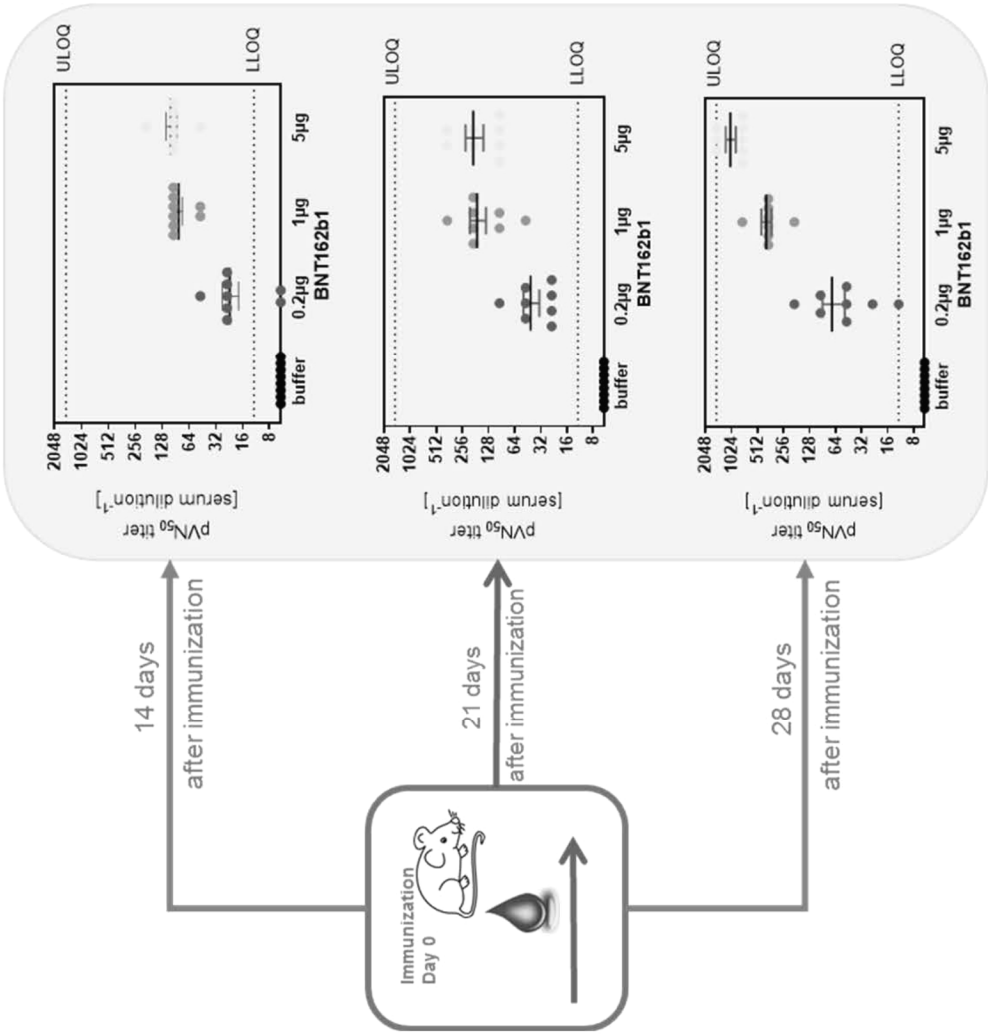 Immunization
Day 0
14 days
after immunization
21 days
after immunization
28 days
after immunization
pVN₅₀ titer
[serum dilution⁻¹]
2048
1024
512
256
128
64
32
16
8
ULOQ
LLOQ
buffer
0.2µg
1µg
5µg
BNT162b1
pVN₅₀ titer
[serum dilution⁻¹]
2048
1024
512
256
128
64
32
16
8
ULOQ
LLOQ
buffer
0.2µg
1µg
5µg
BNT162b1
pVN₅₀ titer
[serum dilution⁻¹]
2048
1024
512
256
128
64
32
16
8
ULOQ
LLOQ
buffer
0.2µg
1µg
5µg
BNT162b1